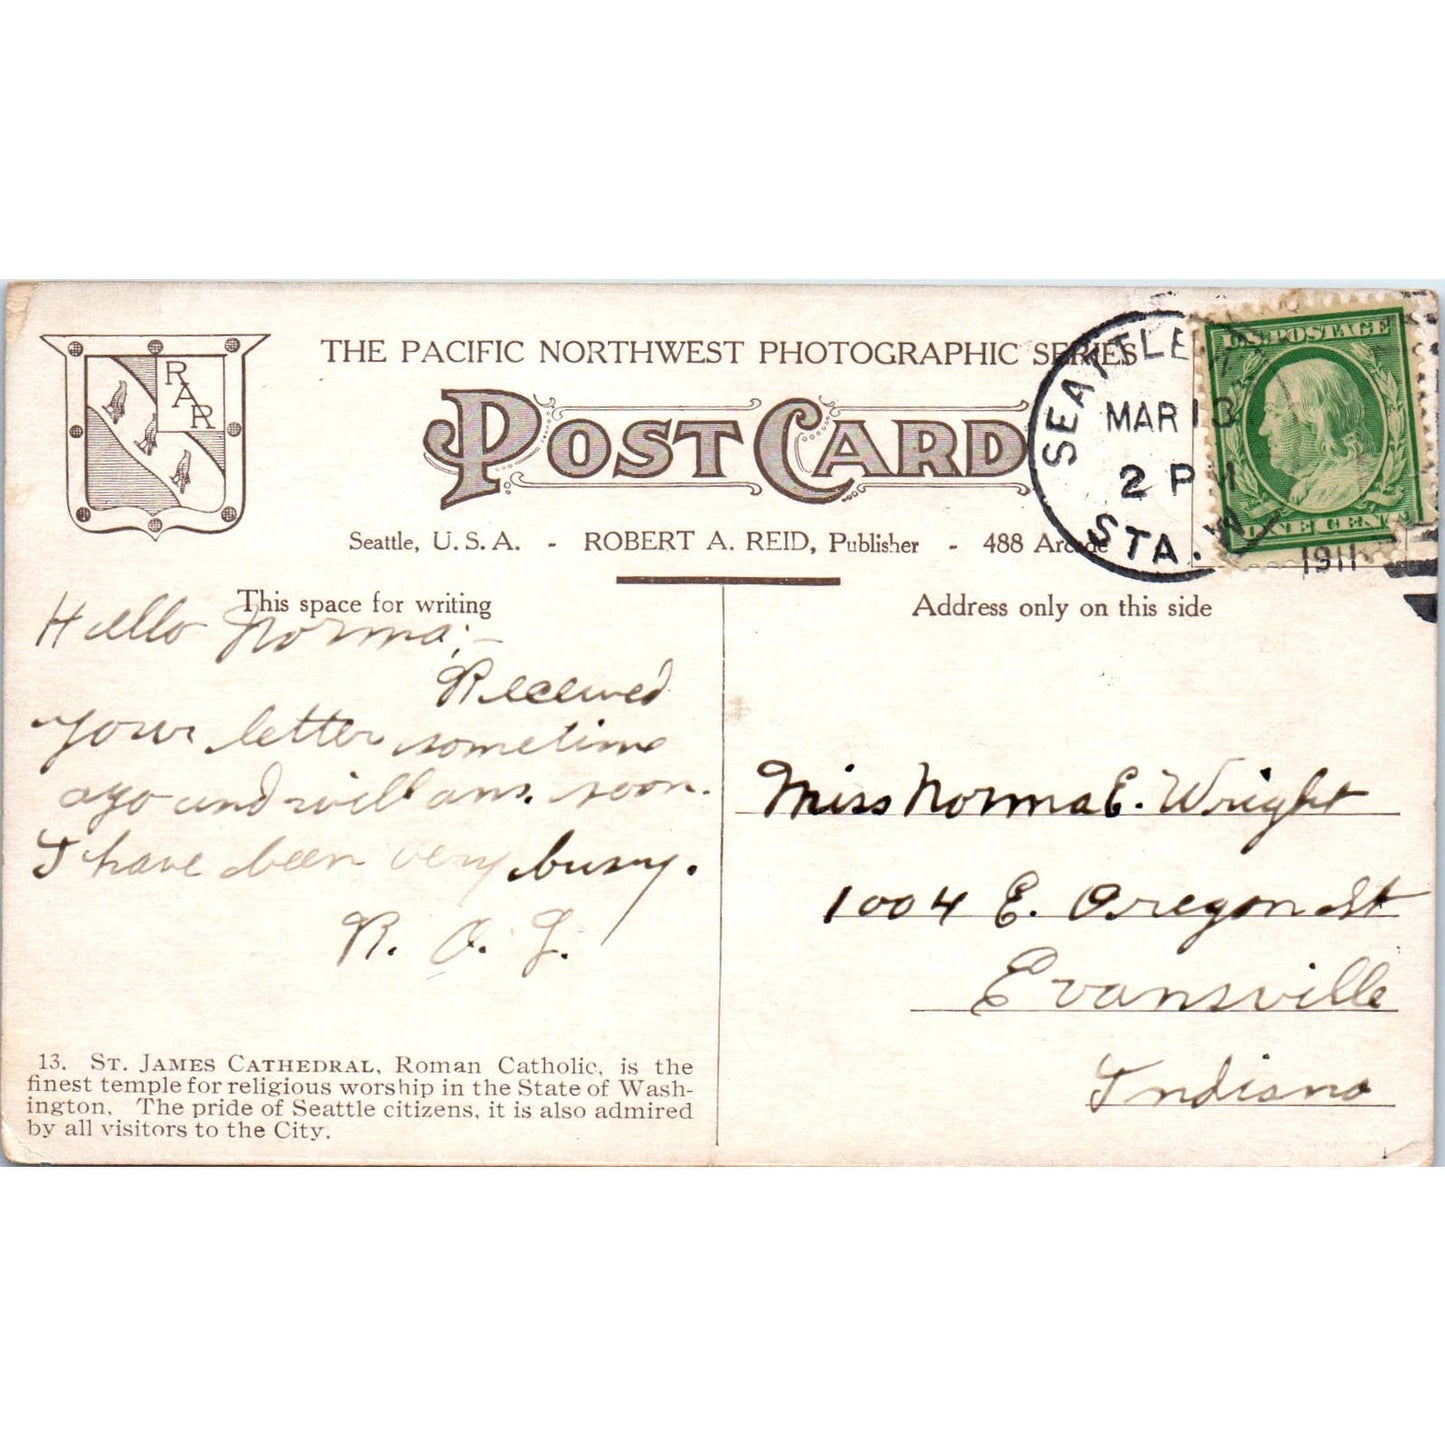 RAR
THE PACIFIC NORTHWEST PHOTOGRAPHIC SERIES
POST CARD
Seattle, U.S.A. - ROBERT A. REID, Publisher - 488 Arcade
SEATTLE
MAR 13
2 PM
STA.
1911
U.S. POSTAGE
ONE CENT
This space for writing
Hello Norma;-
Received
your letter sometime
ago and will ans. soon.
I have been very busy.
R. O. G.
13. ST. JAMES CATHEDRAL, Roman Catholic, is the
finest temple for religious worship in the State of Wash-
ington. The pride of Seattle citizens, it is also admired
by all visitors to the City.
Address only on this side
Miss Norma E. Wright
1004 E. Oregon St
Evansville
Indiana